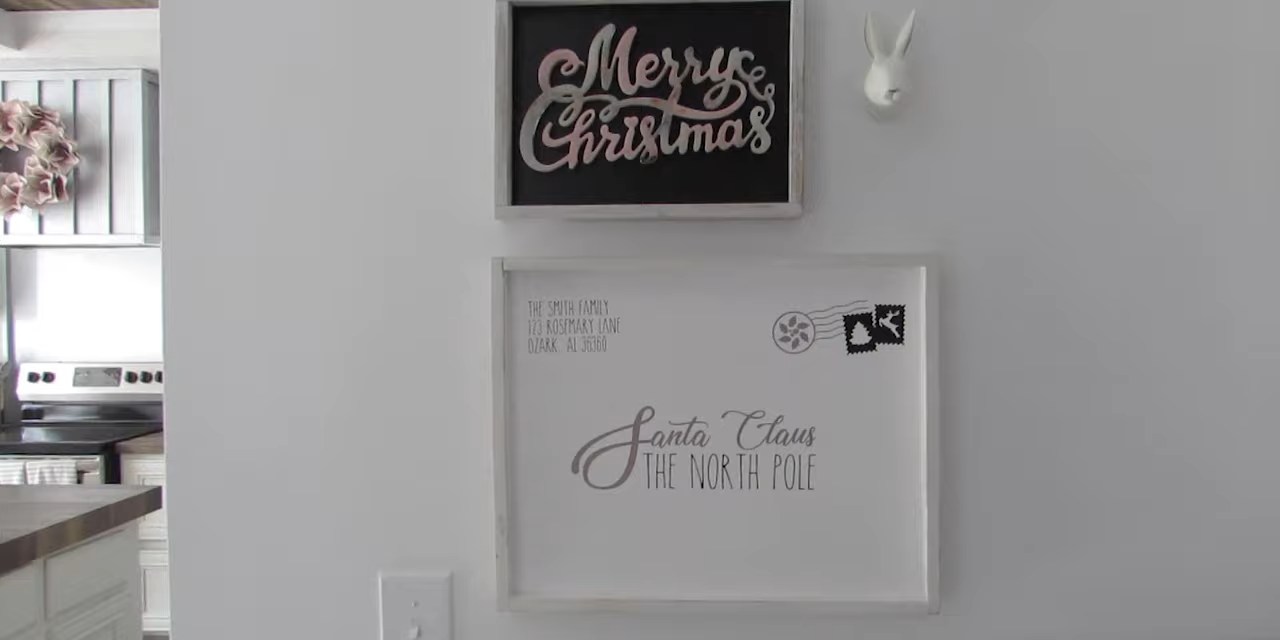 Merry
Christmas
THE SMITH FAMILY
123 ROSEMARY LANE
OZARK AL 36360
Santa Claus
THE NORTH POLE